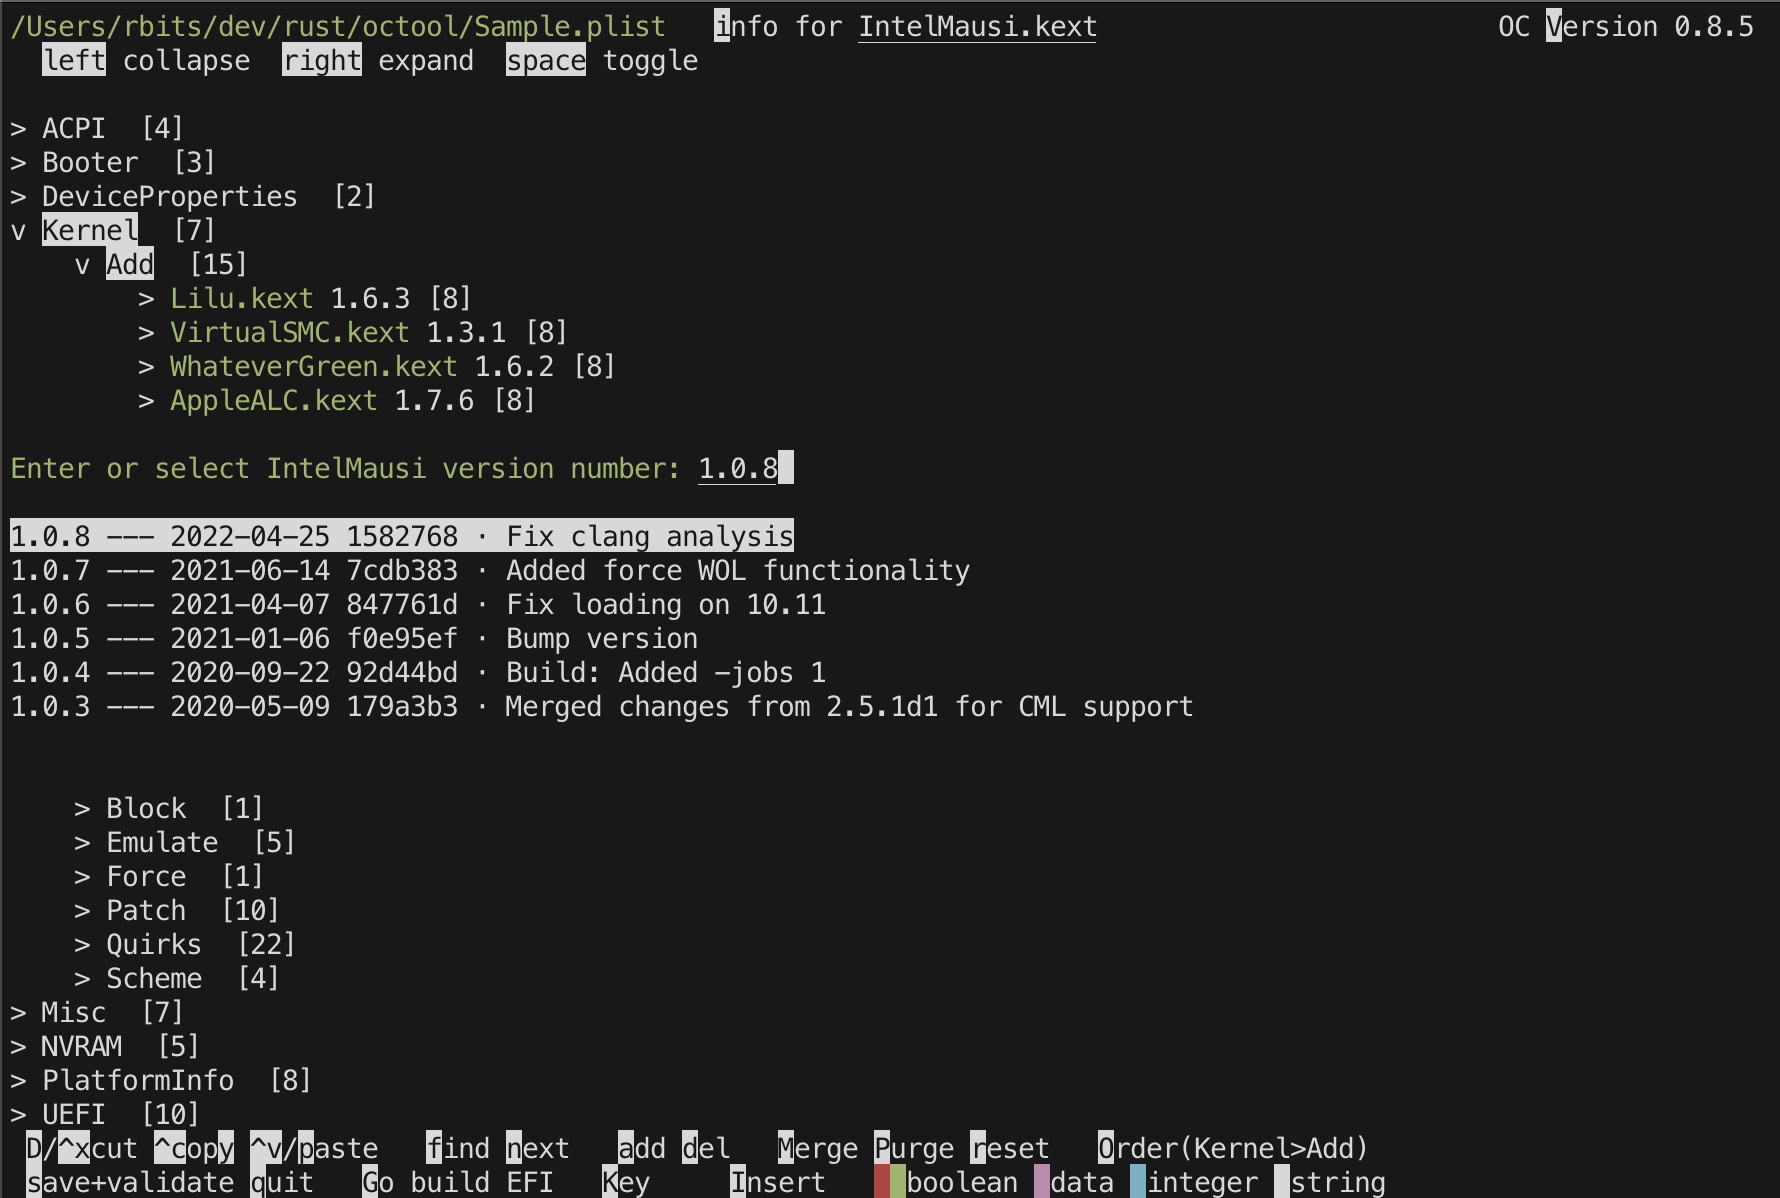 /Users/rbits/dev/rust/octool/Sample.plist   info for IntelMausi.kext   OC Version 0.8.5
left collapse  right expand  space toggle
> ACPI  [4]
> Booter  [3]
> DeviceProperties  [2]
v Kernel  [7]
v Add  [15]
> Lilu.kext 1.6.3 [8]
> VirtualSMC.kext 1.3.1 [8]
> WhateverGreen.kext 1.6.2 [8]
> AppleALC.kext 1.7.6 [8]
Enter or select IntelMausi version number: 1.0.8
1.0.8 --- 2022-04-25 1582768 · Fix clang analysis
1.0.7 --- 2021-06-14 7cdb383 · Added force WOL functionality
1.0.6 --- 2021-04-07 847761d · Fix loading on 10.11
1.0.5 --- 2021-01-06 f0e95ef · Bump version
1.0.4 --- 2020-09-22 92d44bd · Build: Added -jobs 1
1.0.3 --- 2020-05-09 179a3b3 · Merged changes from 2.5.1d1 for CML support
> Block  [1]
> Emulate  [5]
> Force  [1]
> Patch  [10]
> Quirks  [22]
> Scheme  [4]
> Misc  [7]
> NVRAM  [5]
> PlatformInfo  [8]
> UEFI  [10]
D/^xcut ^copy ^v/paste   find next   add del   Merge Purge reset   Order(Kernel>Add)
save+validate quit   Go build EFI   Key     Insert   boolean data integer string